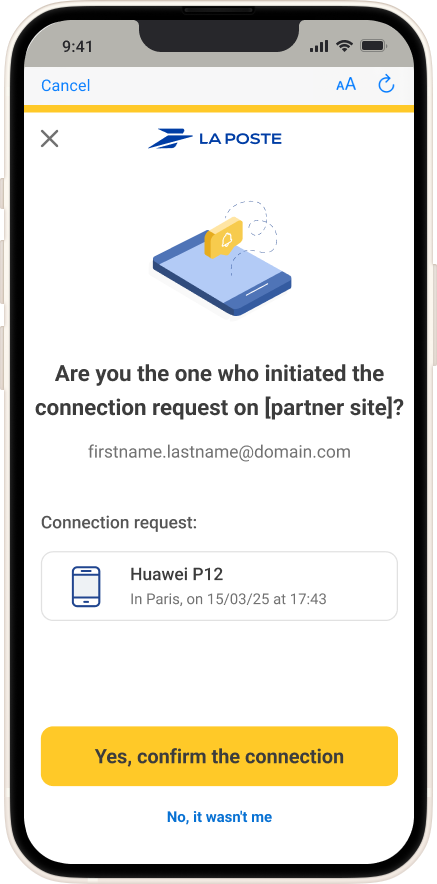 9:41
Cancel
AA
LA POSTE
Are you the one who initiated the
connection request on [partner site]?
firstname.lastname@domain.com
Connection request:
Huawei P12
In Paris, on 15/03/25 at 17:43
Yes, confirm the connection
No, it wasn't me